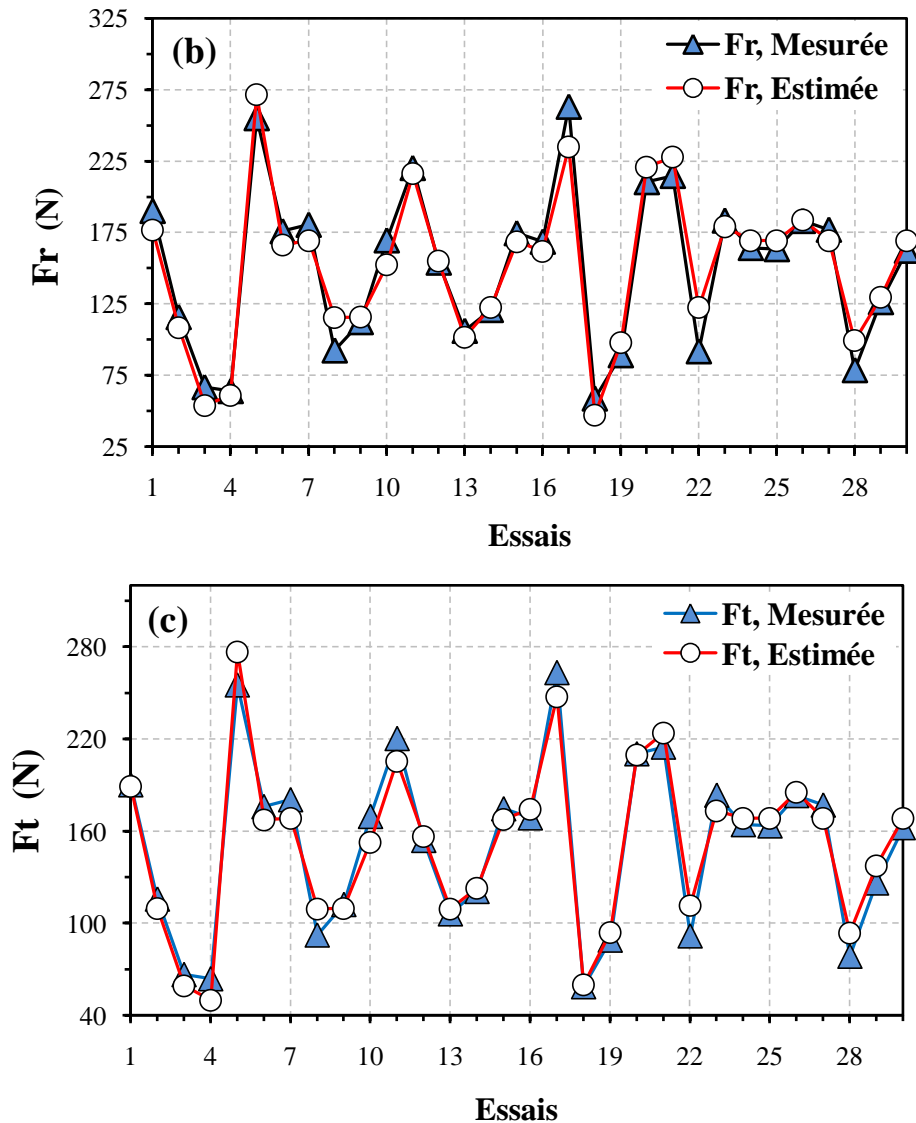 (b)
Fr, Mesurée
Fr, Estimée
Fr (N)
325
275
225
175
125
75
25
1 4 7 10 13 16 19 22 25 28
Essais
(c)
Ft, Mesurée
Ft, Estimée
Ft (N)
280
220
160
100
40
1 4 7 10 13 16 19 22 25 28
Essais